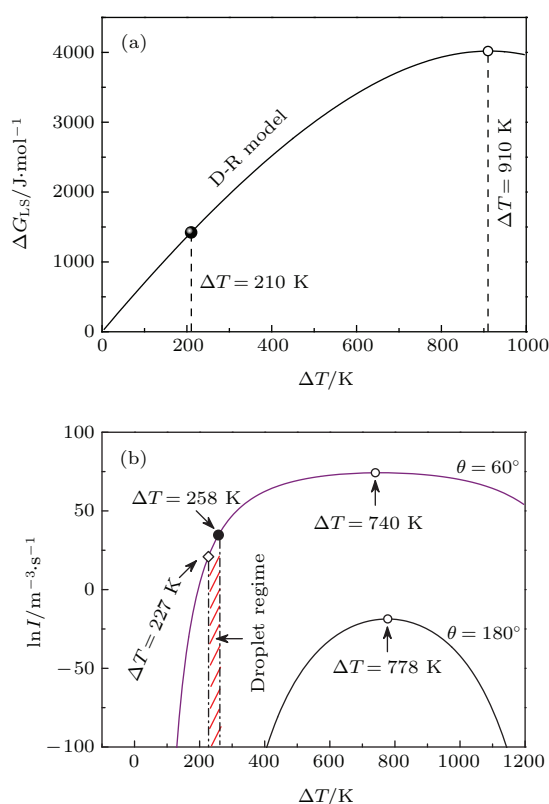 (a)
4000
3000
2000
1000
0
ΔG_LS/J·mol⁻¹
D-R model
ΔT = 210 K
ΔT = 910 K
0 200 400 600 800 1000
ΔT/K
(b)
100
50
0
−50
−100
lnI/m⁻³·s⁻¹
θ = 60°
ΔT = 258 K
ΔT = 740 K
ΔT = 227 K
Droplet regime
θ = 180°
ΔT = 778 K
0 200 400 600 800 1000 1200
ΔT/K